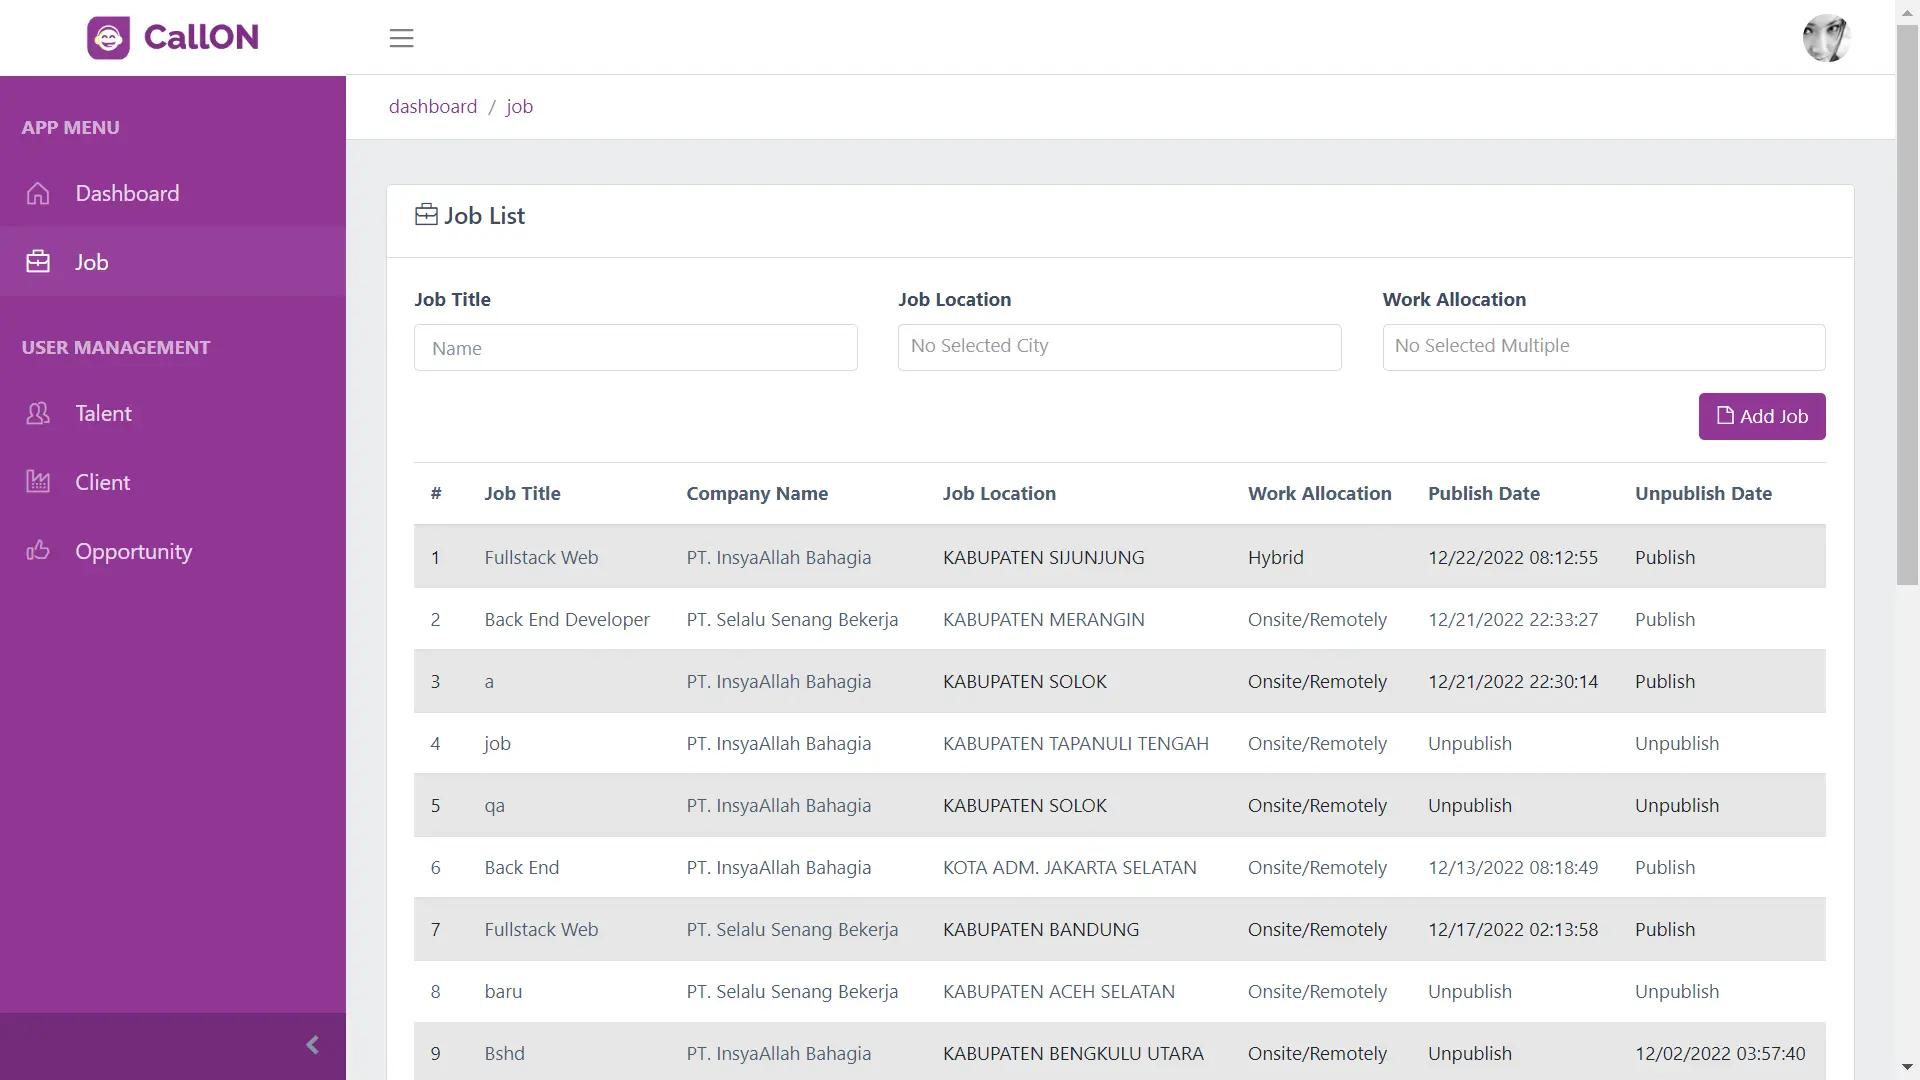 CallON
dashboard / job
APP MENU
Dashboard
Job
USER MANAGEMENT
Talent
Client
Opportunity
Job List
Job Title Job Location Work Allocation
Name No Selected City No Selected Multiple
Add Job
# Job Title Company Name Job Location Work Allocation Publish Date Unpublish Date
1 Fullstack Web PT. InsyaAllah Bahagia KABUPATEN SIJUNJUNG Hybrid 12/22/2022 08:12:55 Publish
2 Back End Developer PT. Selalu Senang Bekerja KABUPATEN MERANGIN Onsite/Remotely 12/21/2022 22:33:27 Publish
3 a PT. InsyaAllah Bahagia KABUPATEN SOLOK Onsite/Remotely 12/21/2022 22:30:14 Publish
4 job PT. InsyaAllah Bahagia KABUPATEN TAPANULI TENGAH Onsite/Remotely Unpublish Unpublish
5 qa PT. InsyaAllah Bahagia KABUPATEN SOLOK Onsite/Remotely Unpublish Unpublish
6 Back End PT. InsyaAllah Bahagia KOTA ADM. JAKARTA SELATAN Onsite/Remotely 12/13/2022 08:18:49 Publish
7 Fullstack Web PT. Selalu Senang Bekerja KABUPATEN BANDUNG Onsite/Remotely 12/17/2022 02:13:58 Publish
8 baru PT. Selalu Senang Bekerja KABUPATEN ACEH SELATAN Onsite/Remotely Unpublish Unpublish
9 Bshd PT. InsyaAllah Bahagia KABUPATEN BENGKULU UTARA Onsite/Remotely Unpublish 12/02/2022 03:57:40